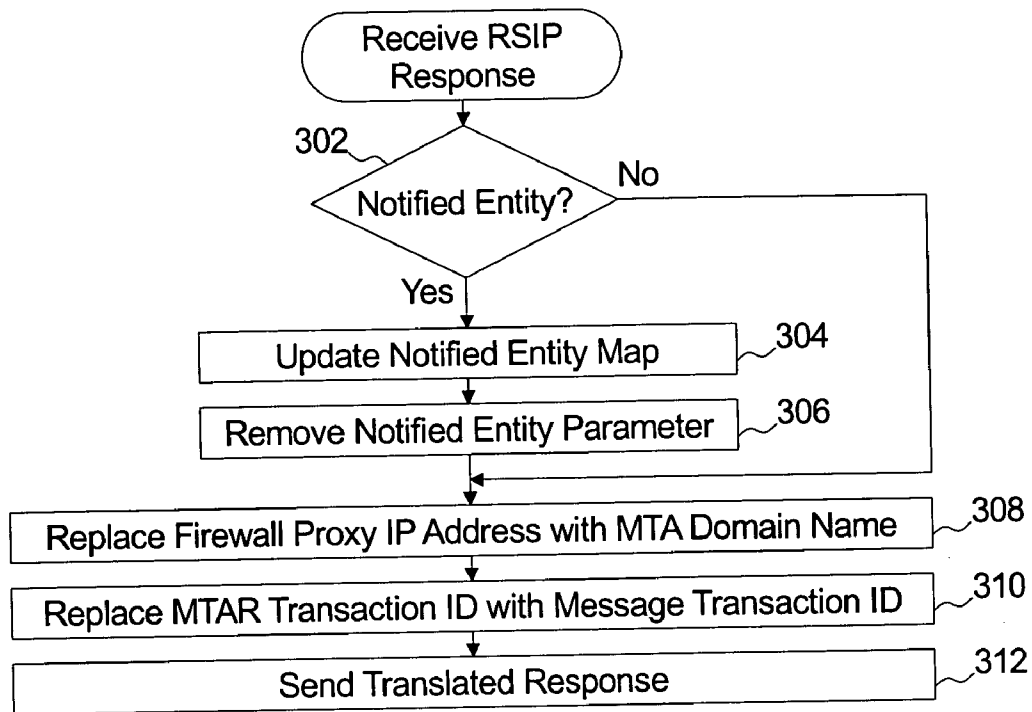 Receive RSIP
Response
302
Notified Entity?
No
Yes
Update Notified Entity Map
304
Remove Notified Entity Parameter
306
Replace Firewall Proxy IP Address with MTA Domain Name
308
Replace MTAR Transaction ID with Message Transaction ID
310
Send Translated Response
312